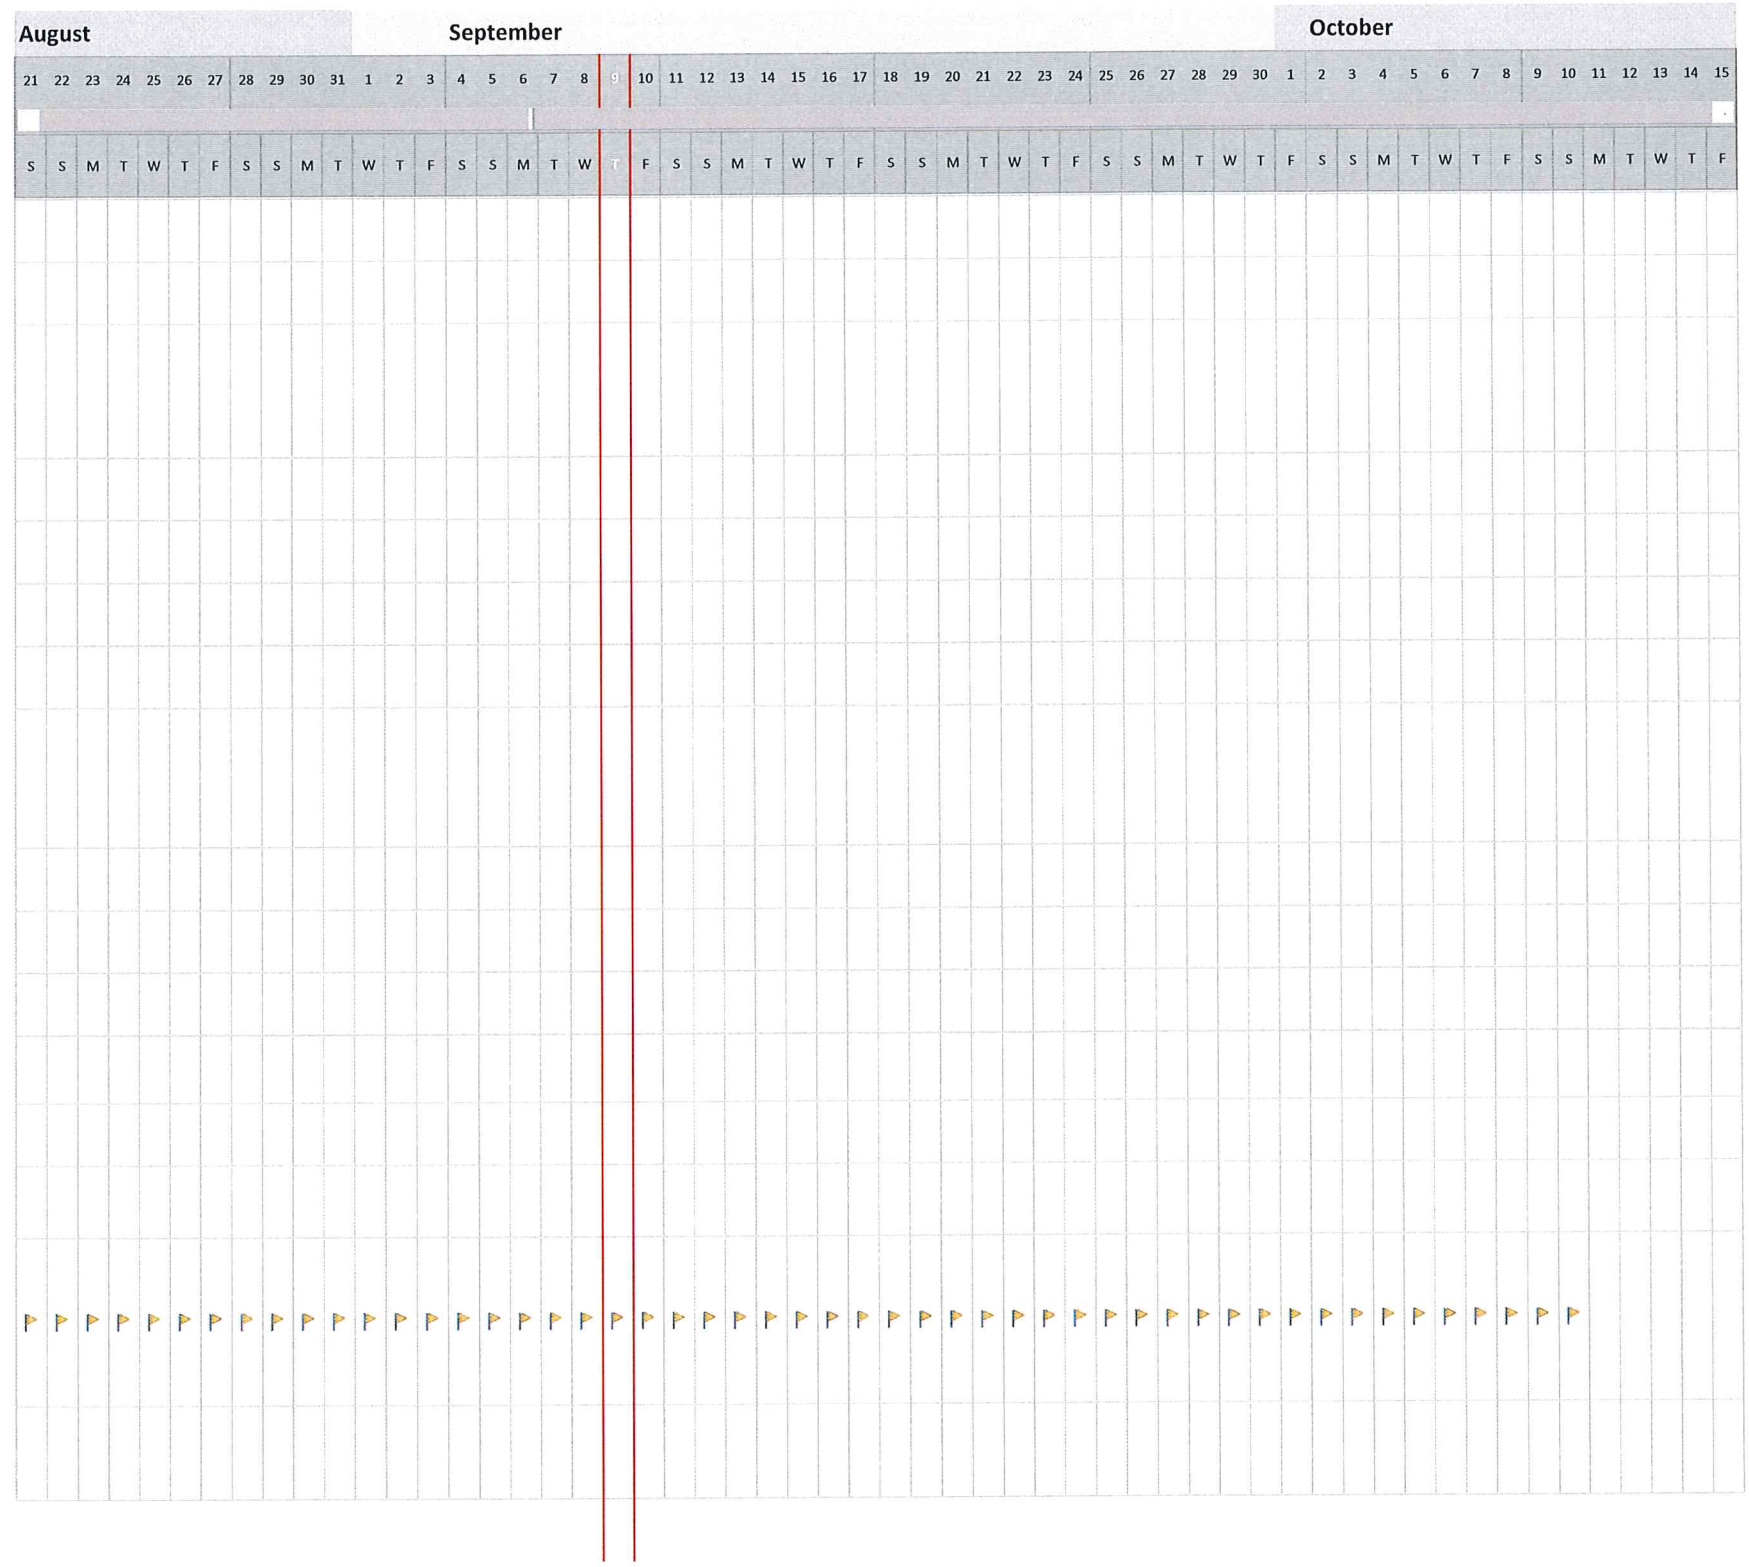 August September October
21 22 23 24 25 26 27 28 29 30 31 1 2 3 4 5 6 7 8 9 10 11 12 13 14 15 16 17 18 19 20 21 22 23 24 25 26 27 28 29 30 1 2 3 4 5 6 7 8 9 10 11 12 13 14 15
S S M T W T F S S M T W T F S S M T W T F S S M T W T F S S M T W T F S S M T W T F S S M T W T F S S M T W T F